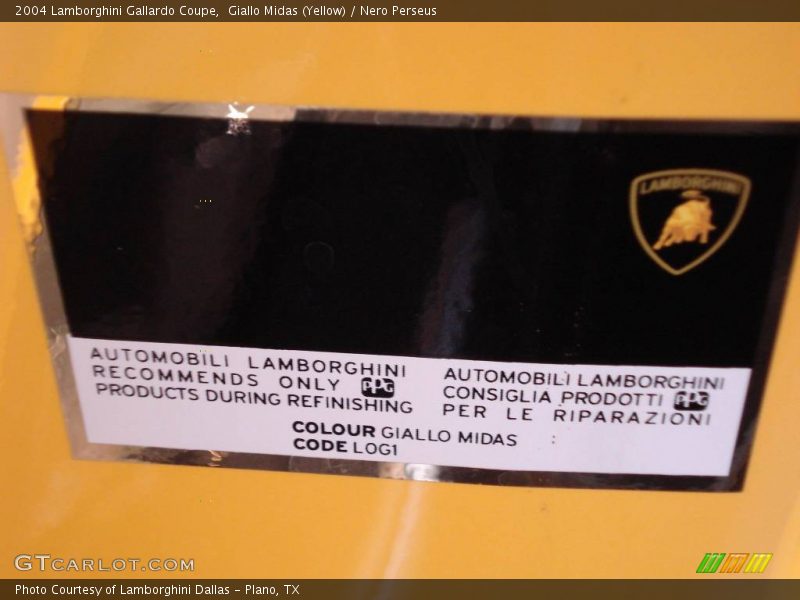 2004 Lamborghini Gallardo Coupe,  Giallo Midas (Yellow) / Nero Perseus
LAMBORGHINI
AUTOMOBILI LAMBORGHINI
RECOMMENDS ONLY PPG
PRODUCTS DURING REFINISHING
AUTOMOBILI LAMBORGHINI
CONSIGLIA PRODOTTI PPG
PER LE RIPARAZIONI
COLOUR GIALLO MIDAS :
CODE L0G1
GTCARLOT.COM
Photo Courtesy of Lamborghini Dallas - Plano, TX